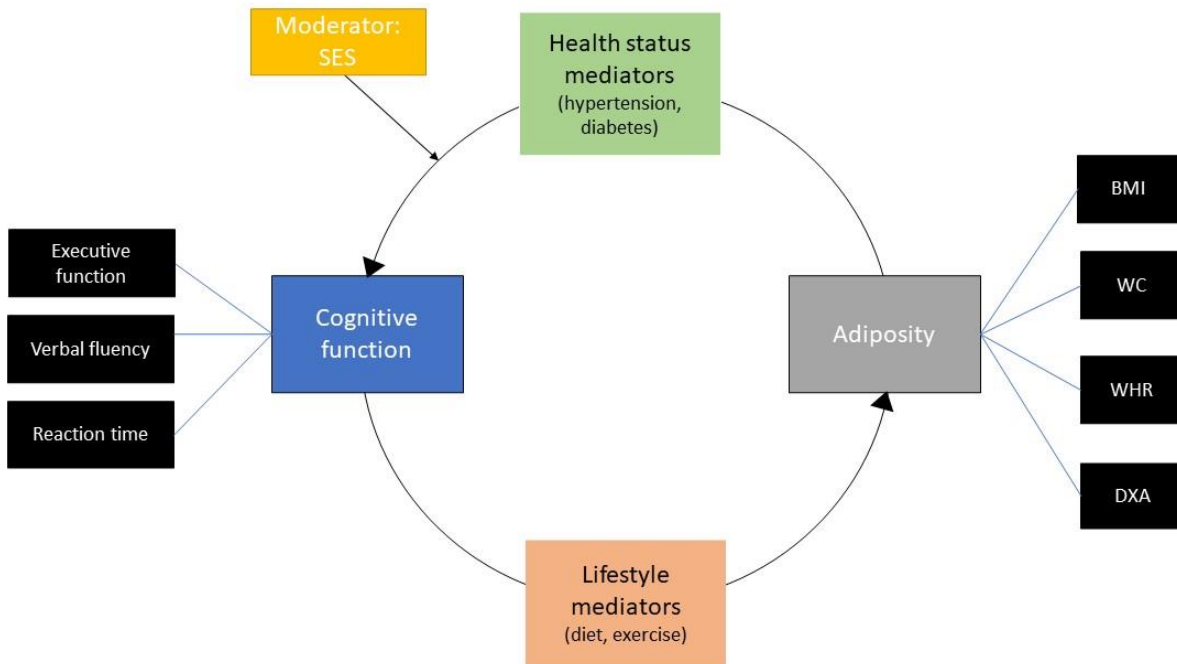 Moderator:
SES
Health status
mediators
(hypertension,
diabetes)
Executive
function
Verbal fluency
Reaction time
Cognitive
function
Adiposity
BMI
WC
WHR
DXA
Lifestyle
mediators
(diet, exercise)